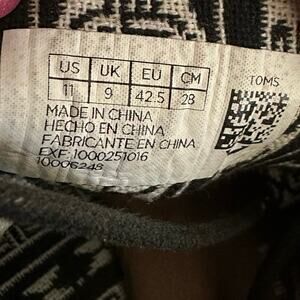 US UK EU CM
11 9 42.5 28
TOMS
MADE IN CHINA
HECHO EN CHINA
FABRICANTE EN CHINA
EXF: 1000251016
10006248